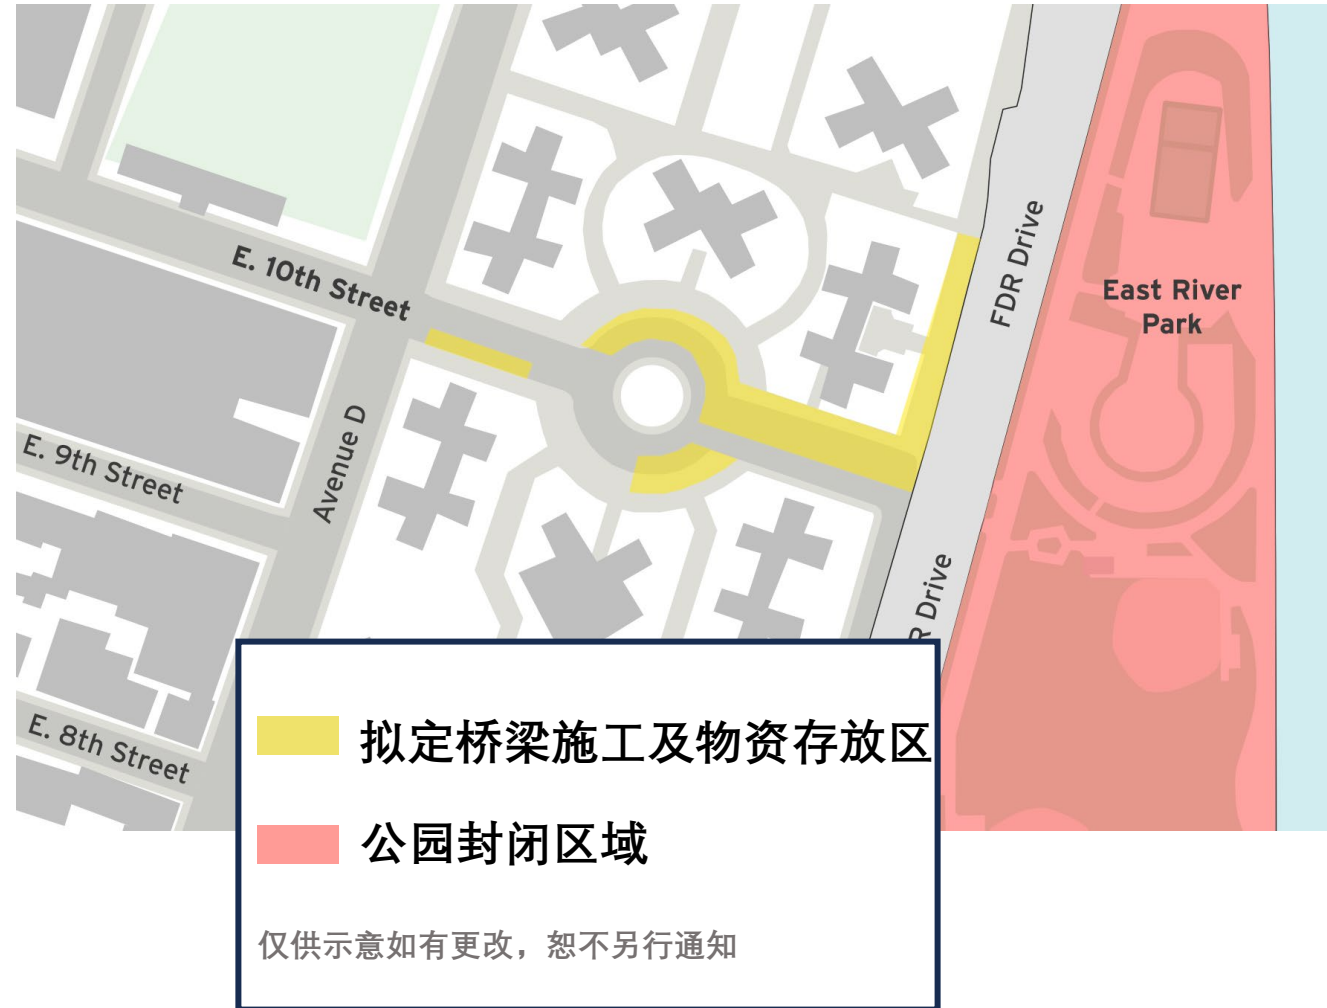 E. 10th Street
FDR Drive
East River
Park
Avenue D
E. 9th Street
R Drive
E. 8th Street
拟定桥梁施工及物资存放区
公园封闭区域
仅供示意如有更改，恕不另行通知